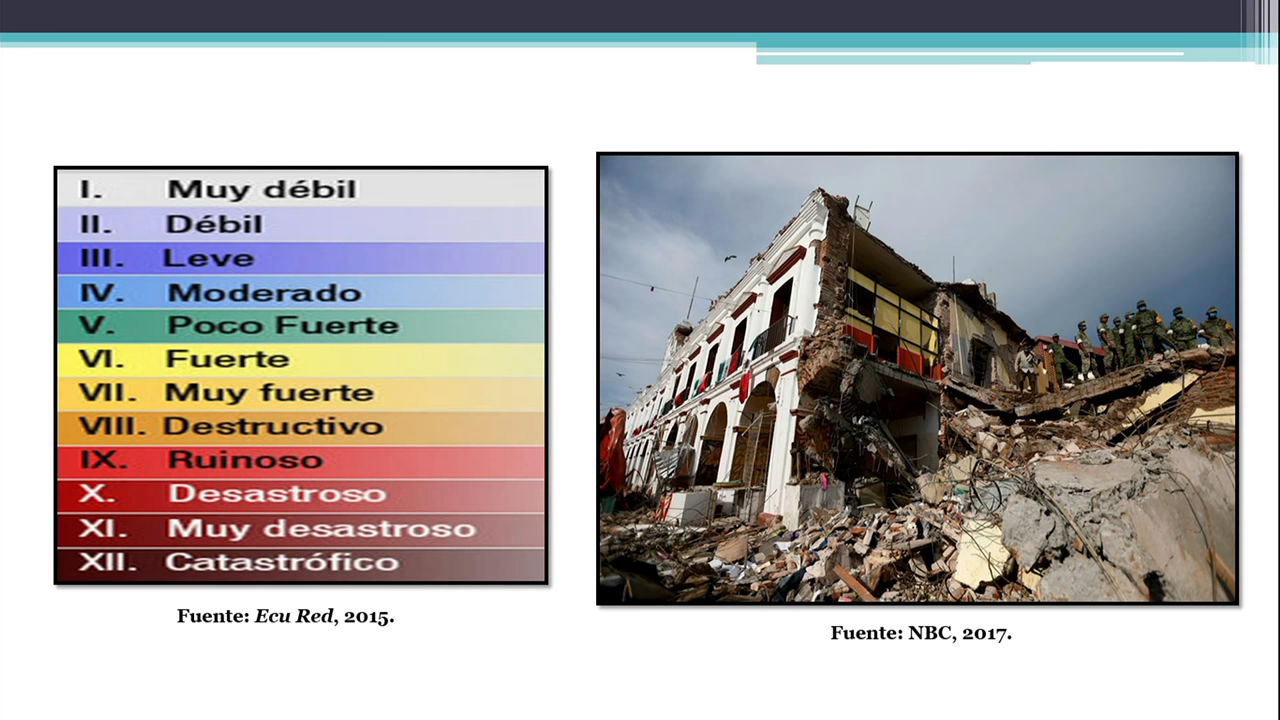 I. Muy débil
II. Débil
III. Leve
IV. Moderado
V. Poco Fuerte
VI. Fuerte
VII. Muy fuerte
VIII. Destructivo
IX. Ruinoso
X. Desastroso
XI. Muy desastroso
XII. Catastrófico
Fuente: Ecu Red, 2015.
Fuente: NBC, 2017.